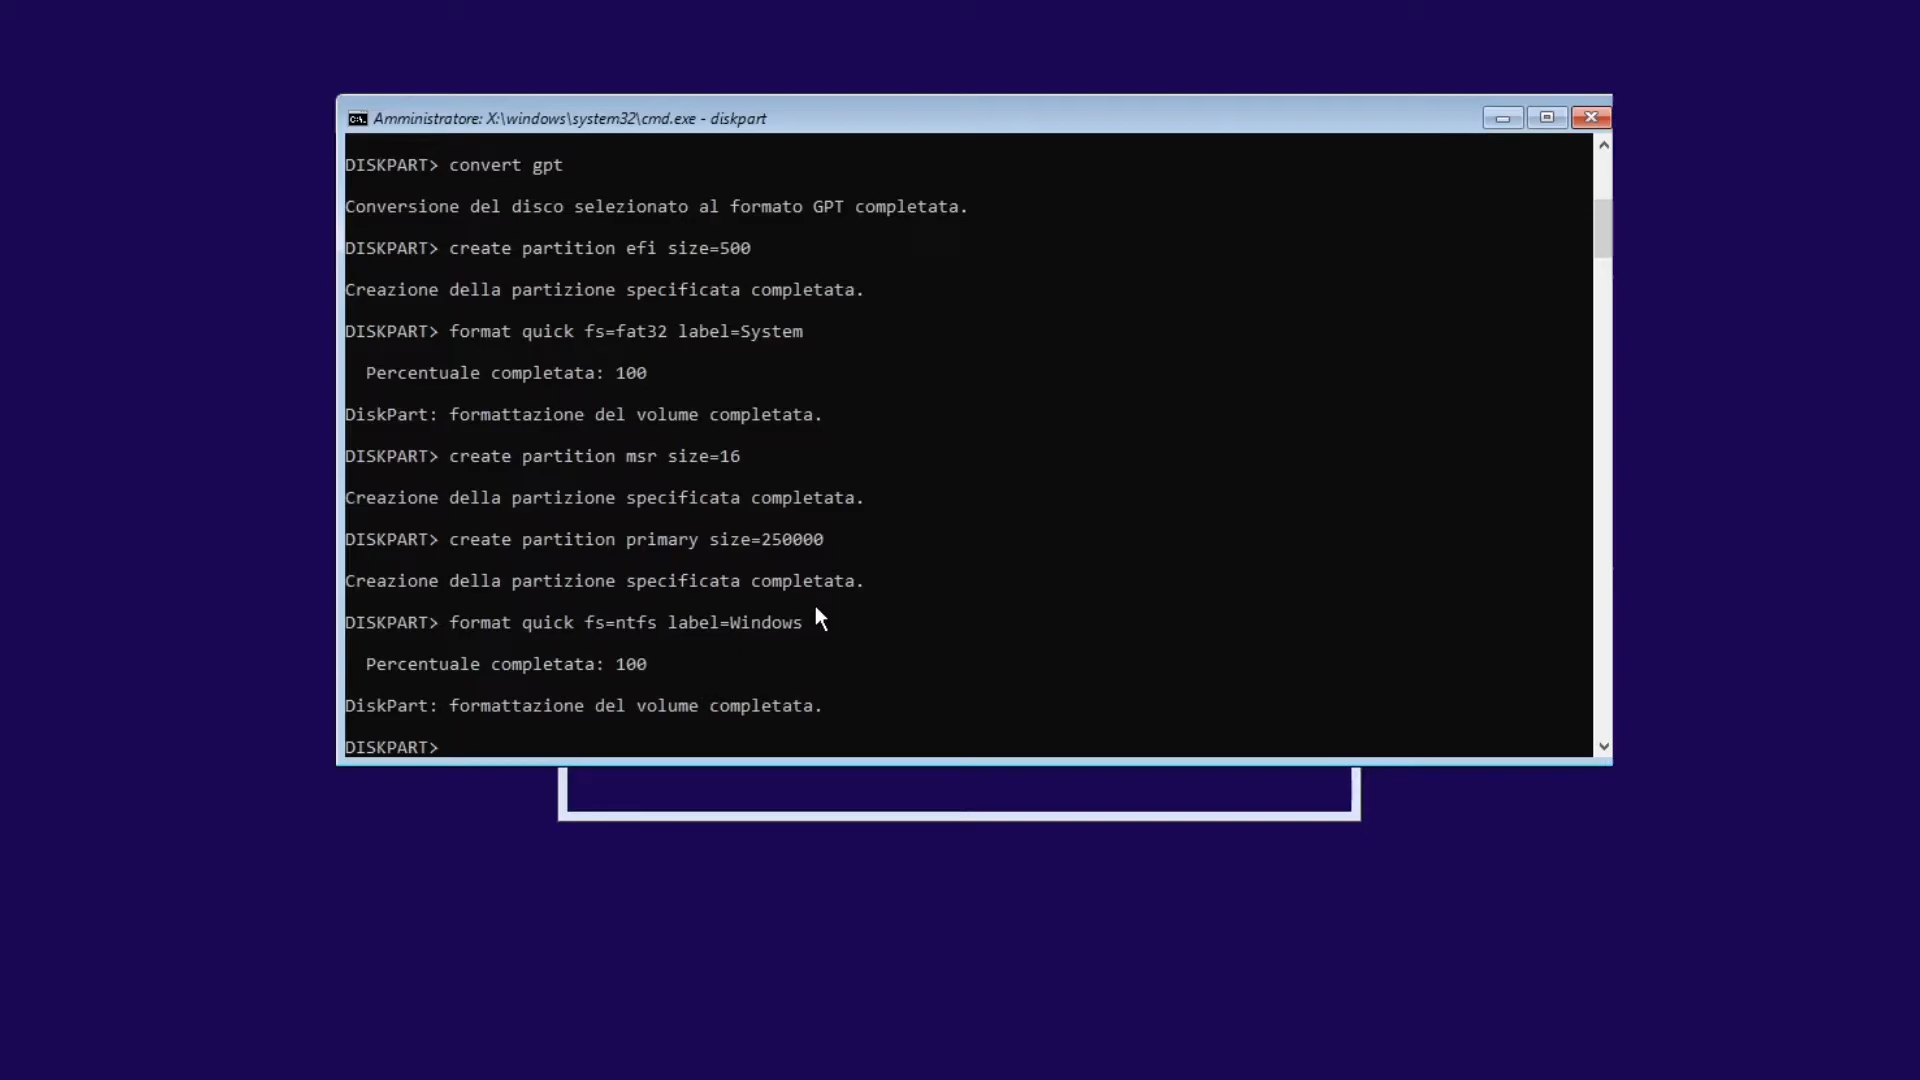 Amministratore: X:\windows\system32\cmd.exe - diskpart
DISKPART> convert gpt
Conversione del disco selezionato al formato GPT completata.
DISKPART> create partition efi size=500
Creazione della partizione specificata completata.
DISKPART> format quick fs=fat32 label=System
Percentuale completata: 100
DiskPart: formattazione del volume completata.
DISKPART> create partition msr size=16
Creazione della partizione specificata completata.
DISKPART> create partition primary size=250000
Creazione della partizione specificata completata.
DISKPART> format quick fs=ntfs label=Windows
Percentuale completata: 100
DiskPart: formattazione del volume completata.
DISKPART>